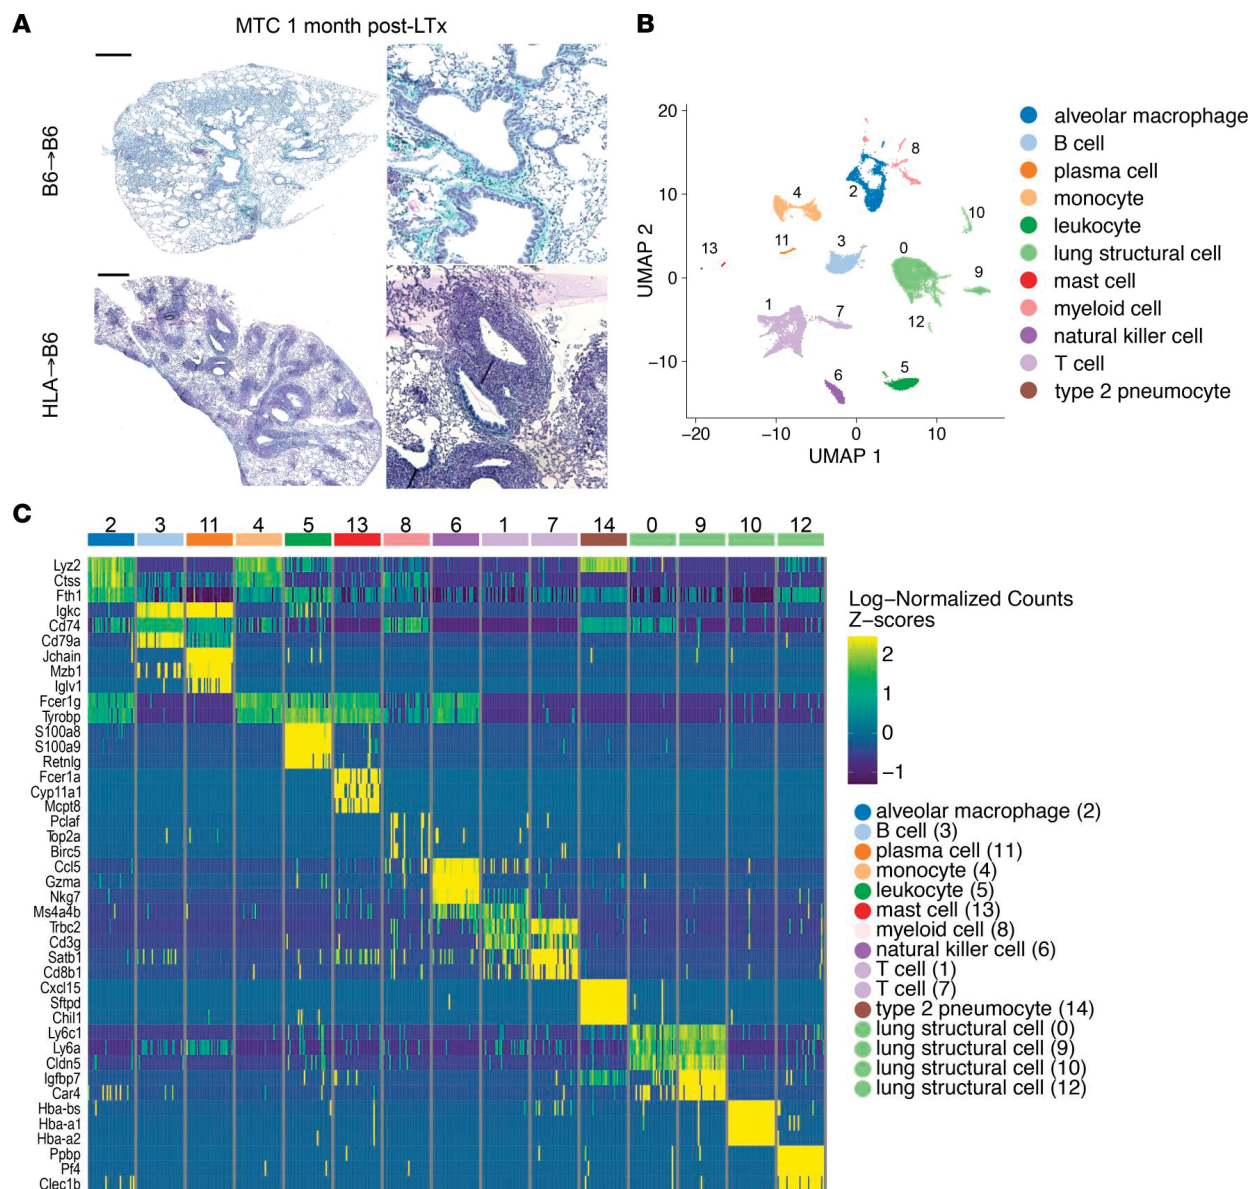 A
MTC 1 month post-LTx
B6→B6
HLA→B6
B
UMAP 2
20
10
0
−10
−20
−10
0
10
UMAP 1
8
2
4
10
11
3
0
13
9
1
7
12
6
5
alveolar macrophage
B cell
plasma cell
monocyte
leukocyte
lung structural cell
mast cell
myeloid cell
natural killer cell
T cell
type 2 pneumocyte
C
2 3 11 4 5 13 8 6 1 7 14 0 9 10 12
Lyz2
Ctss
Fth1
Igkc
Cd74
Cd79a
Jchain
Mzb1
Iglv1
Fcer1g
Tyrobp
S100a8
S100a9
Retnlg
Fcer1a
Cyp11a1
Mcpt8
Pclaf
Top2a
Birc5
Ccl5
Gzma
Nkg7
Ms4a4b
Trbc2
Cd3g
Satb1
Cd8b1
Cxcl15
Sftpd
Chil1
Ly6c1
Ly6a
Cldn5
Igfbp7
Car4
Hba-bs
Hba-a1
Hba-a2
Ppbp
Pf4
Clec1b
Log−Normalized Counts
Z−scores
2
1
0
−1
alveolar macrophage (2)
B cell (3)
plasma cell (11)
monocyte (4)
leukocyte (5)
mast cell (13)
myeloid cell (8)
natural killer cell (6)
T cell (1)
T cell (7)
type 2 pneumocyte (14)
lung structural cell (0)
lung structural cell (9)
lung structural cell (10)
lung structural cell (12)